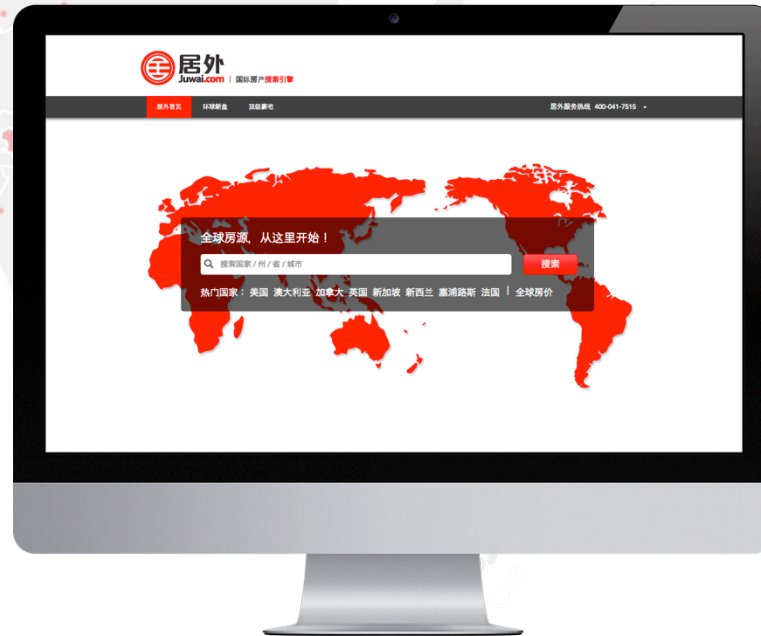 居外
Juwai.com | 国际房产搜索引擎
居外首页 环球新盘 顶级豪宅 居外服务热线 400-041-7515
全球房源，从这里开始！
搜索国家 / 州 / 省 / 城市 搜索
热门国家： 美国 澳大利亚 加拿大 英国 新加坡 新西兰 塞浦路斯 法国 | 全球房价